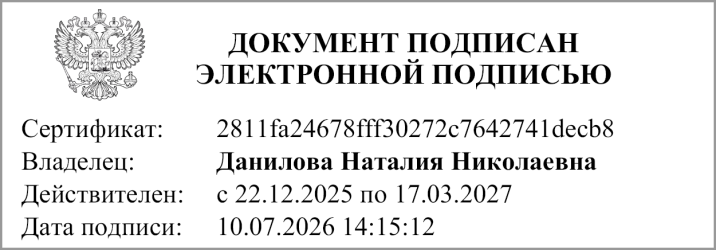 ДОКУМЕНТ ПОДПИСАН
ЭЛЕКТРОННОЙ ПОДПИСЬЮ
Сертификат: 2811fa24678fff30272c7642741decb8
Владелец: Данилова Наталия Николаевна
Действителен: с 22.12.2025 по 17.03.2027
Дата подписи: 10.07.2026 14:15:12